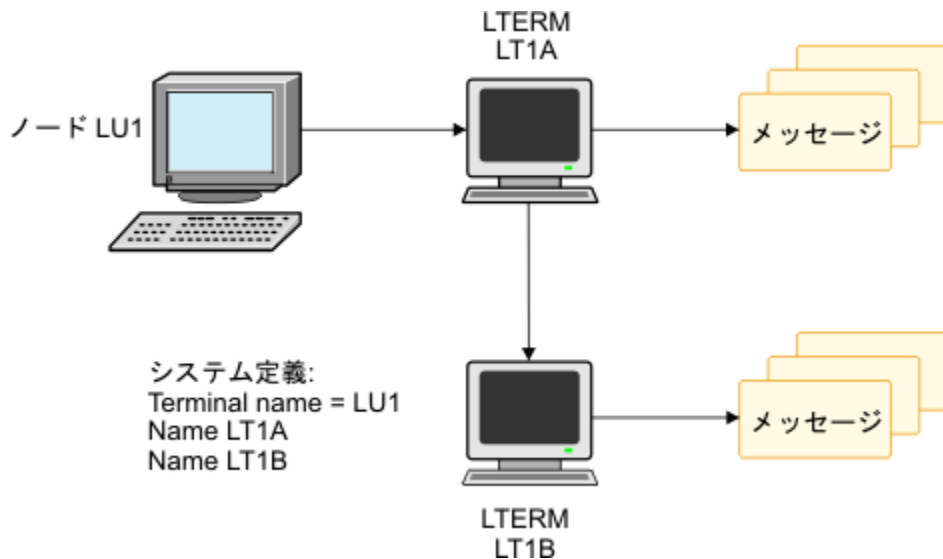 LTERM
LT1A
ノード LU1
メッセージ
システム定義:
Terminal name = LU1
Name LT1A
Name LT1B
メッセージ
LTERM
LT1B